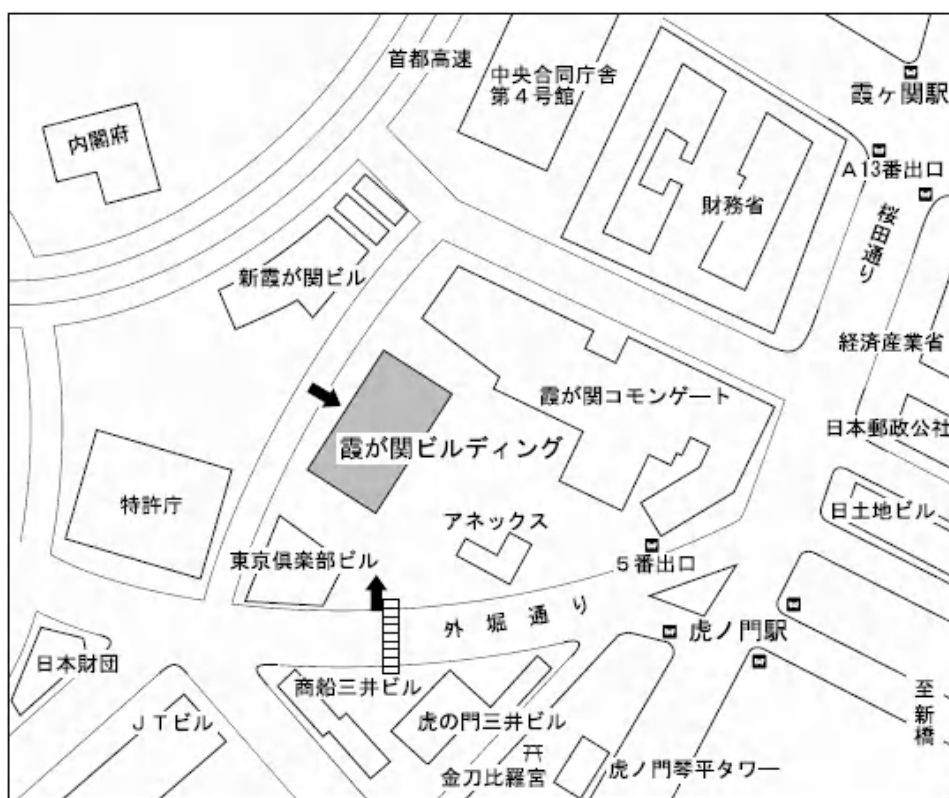 首都高速
中央合同庁舎
第4号館
霞ヶ関駅
内閣府
A13番出口
財務省
桜田通り
新霞が関ビル
経済産業省
霞が関コモンゲート
日本郵政公社
霞が関ビルディング
特許庁
アネックス
日土地ビル
東京倶楽部ビル
5番出口
外堀通り
虎ノ門駅
日本財団
商船三井ビル
至新橋
JTビル
虎の門三井ビル
金刀比羅宮
虎ノ門琴平タワー